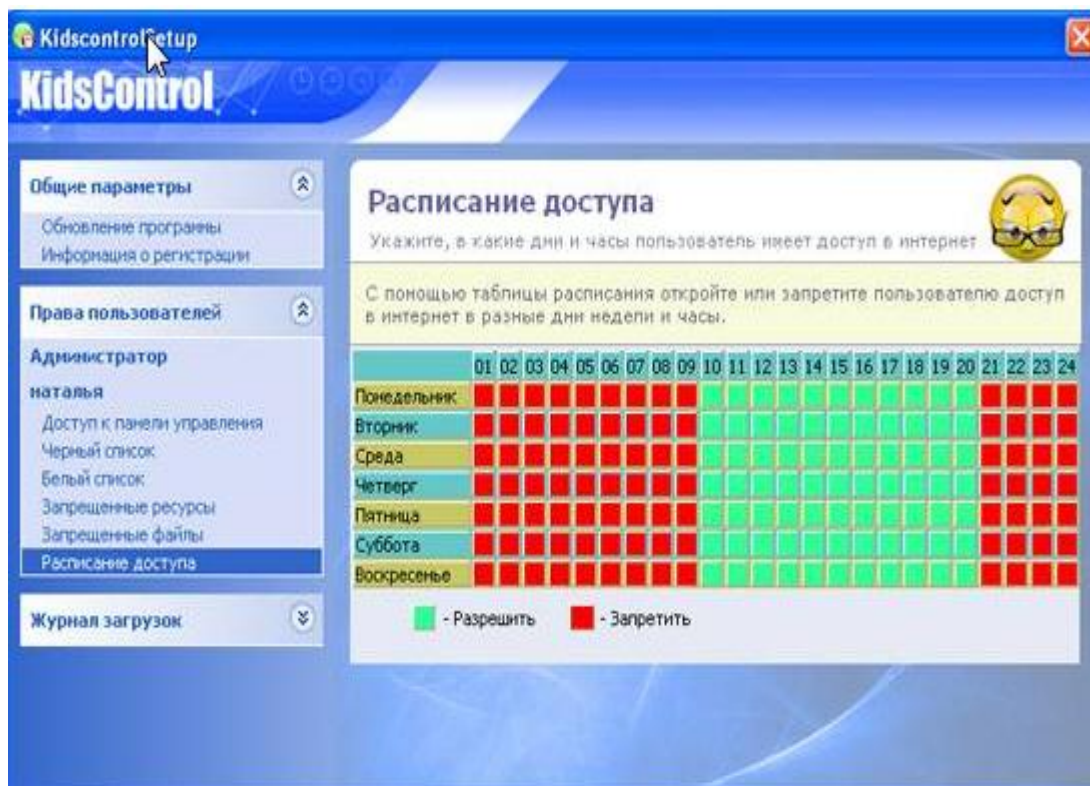 KidscontrolSetup
KidsControl
Общие параметры
Обновление программы
Информация о регистрации
Права пользователей
Администратор
наталья
Доступ к панели управления
Черный список
Белый список
Запрещенные ресурсы
Запрещенные файлы
Расписание доступа
Журнал загрузок
Расписание доступа
Укажите, в какие дни и часы пользователь имеет доступ в интернет
С помощью таблицы расписания откройте или запретите пользователю доступ
в интернет в разные дни недели и часы.
01 02 03 04 05 06 07 08 09 10 11 12 13 14 15 16 17 18 19 20 21 22 23 24
Понедельник
Вторник
Среда
Четверг
Пятница
Суббота
Воскресенье
- Разрешить - Запретить